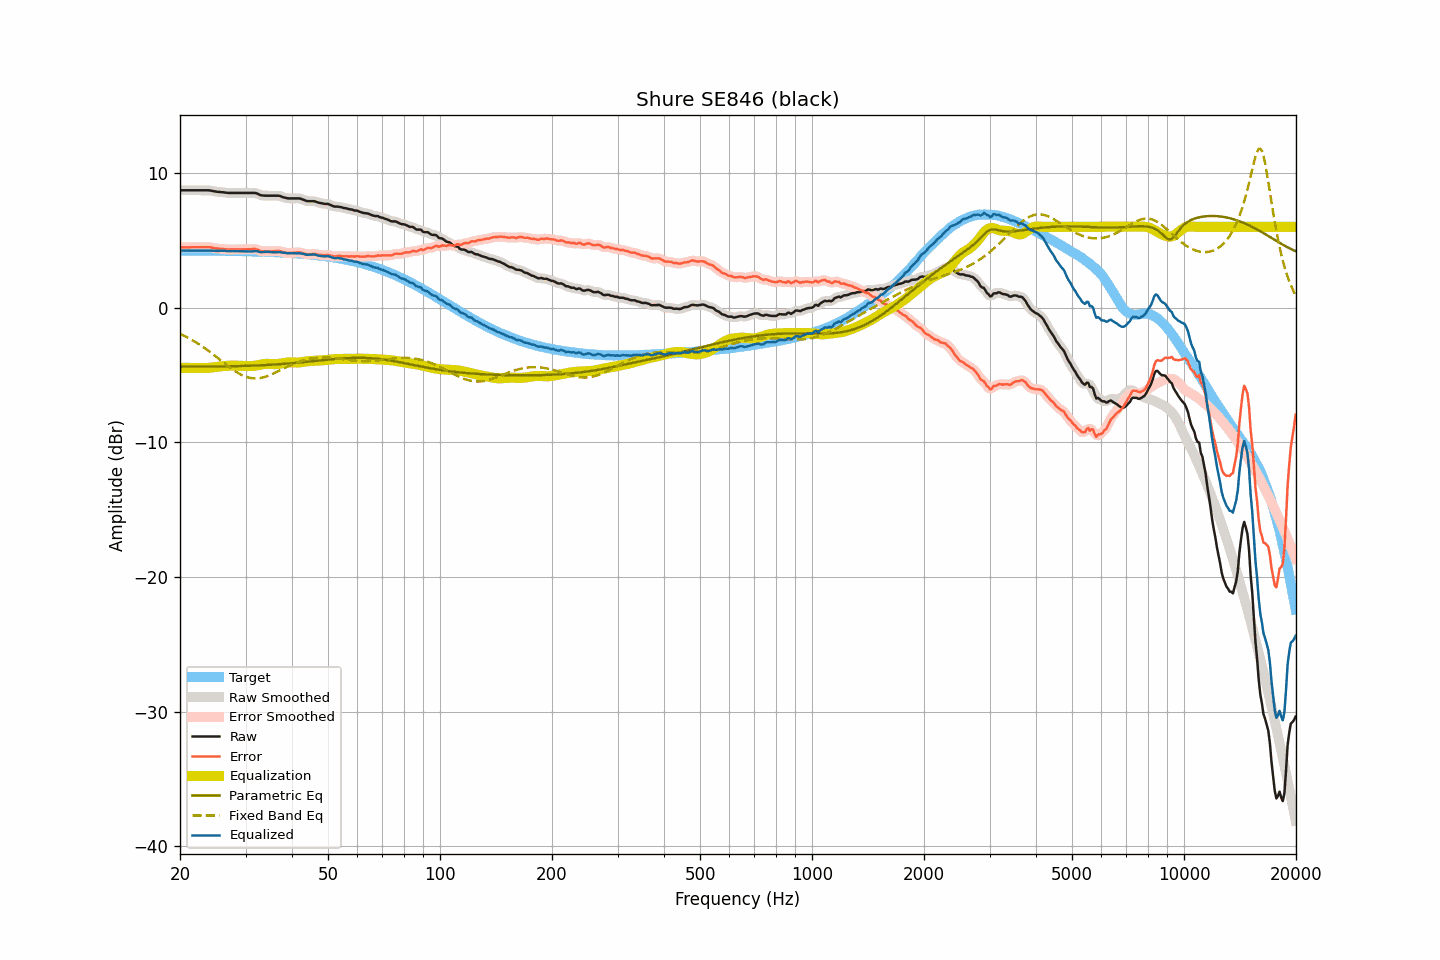 Shure SE846 (black)
10
0
−10
−20
−30
−40
Amplitude (dBr)
Target
Raw Smoothed
Error Smoothed
Raw
Error
Equalization
Parametric Eq
Fixed Band Eq
Equalized
20 50 100 200 500 1000 2000 5000 10000 20000
Frequency (Hz)